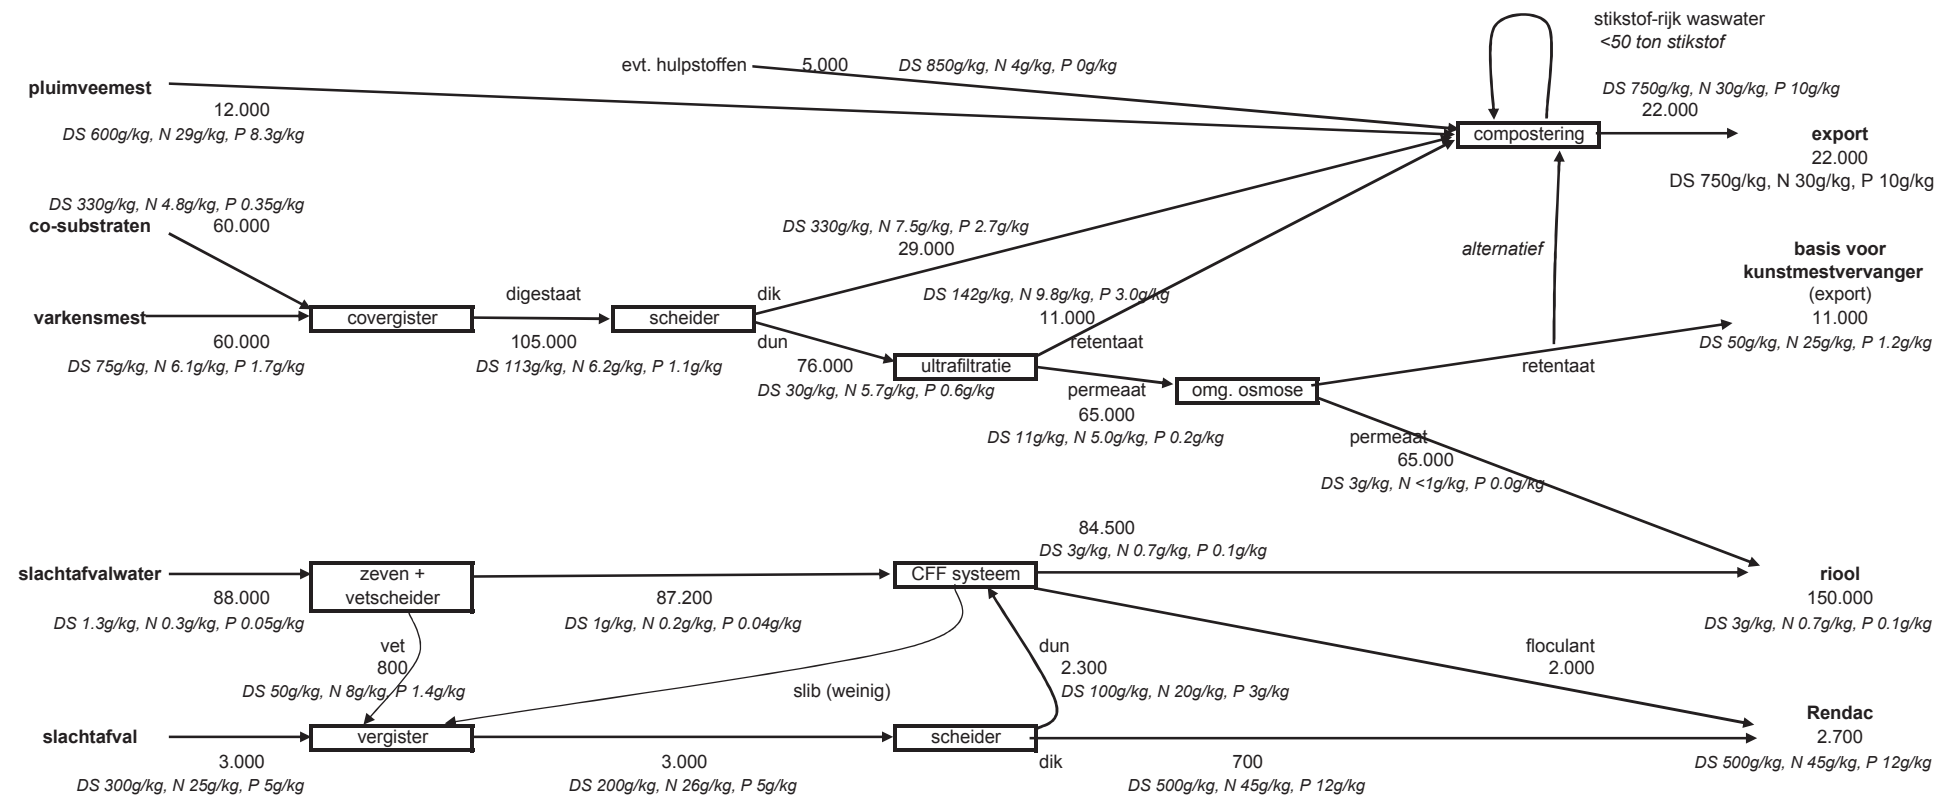 stikstof-rijk waswater
<50 ton stikstof
evt. hulpstoffen
5.000
DS 850g/kg, N 4g/kg, P 0g/kg
pluimveemest
12.000
DS 600g/kg, N 29g/kg, P 8.3g/kg
DS 750g/kg, N 30g/kg, P 10g/kg
22.000
compostering
export
22.000
DS 750g/kg, N 30g/kg, P 10g/kg
DS 330g/kg, N 4.8g/kg, P 0.35g/kg
co-substraten
60.000
DS 330g/kg, N 7.5g/kg, P 2.7g/kg
29.000
alternatief
basis voor
kunstmestvervanger
(export)
11.000
DS 50g/kg, N 25g/kg, P 1.2g/kg
varkensmest
60.000
DS 75g/kg, N 6.1g/kg, P 1.7g/kg
covergister
digestaat
105.000
DS 113g/kg, N 6.2g/kg, P 1.1g/kg
scheider
dik
dun
76.000
DS 30g/kg, N 5.7g/kg, P 0.6g/kg
DS 142g/kg, N 9.8g/kg, P 3.0g/kg
11.000
retentaat
ultrafiltratie
permeaat
65.000
DS 11g/kg, N 5.0g/kg, P 0.2g/kg
omg. osmose
retentaat
permeaat
65.000
DS 3g/kg, N <1g/kg, P 0.0g/kg
slachtafvalwater
88.000
DS 1.3g/kg, N 0.3g/kg, P 0.05g/kg
zeven +
vetscheider
87.200
DS 1g/kg, N 0.2g/kg, P 0.04g/kg
CFF systeem
84.500
DS 3g/kg, N 0.7g/kg, P 0.1g/kg
riool
150.000
DS 3g/kg, N 0.7g/kg, P 0.1g/kg
vet
800
DS 50g/kg, N 8g/kg, P 1.4g/kg
slib (weinig)
dun
2.300
DS 100g/kg, N 20g/kg, P 3g/kg
floculant
2.000
slachtafval
3.000
DS 300g/kg, N 25g/kg, P 5g/kg
vergister
3.000
DS 200g/kg, N 26g/kg, P 5g/kg
scheider
dik
700
DS 500g/kg, N 45g/kg, P 12g/kg
Rendac
2.700
DS 500g/kg, N 45g/kg, P 12g/kg